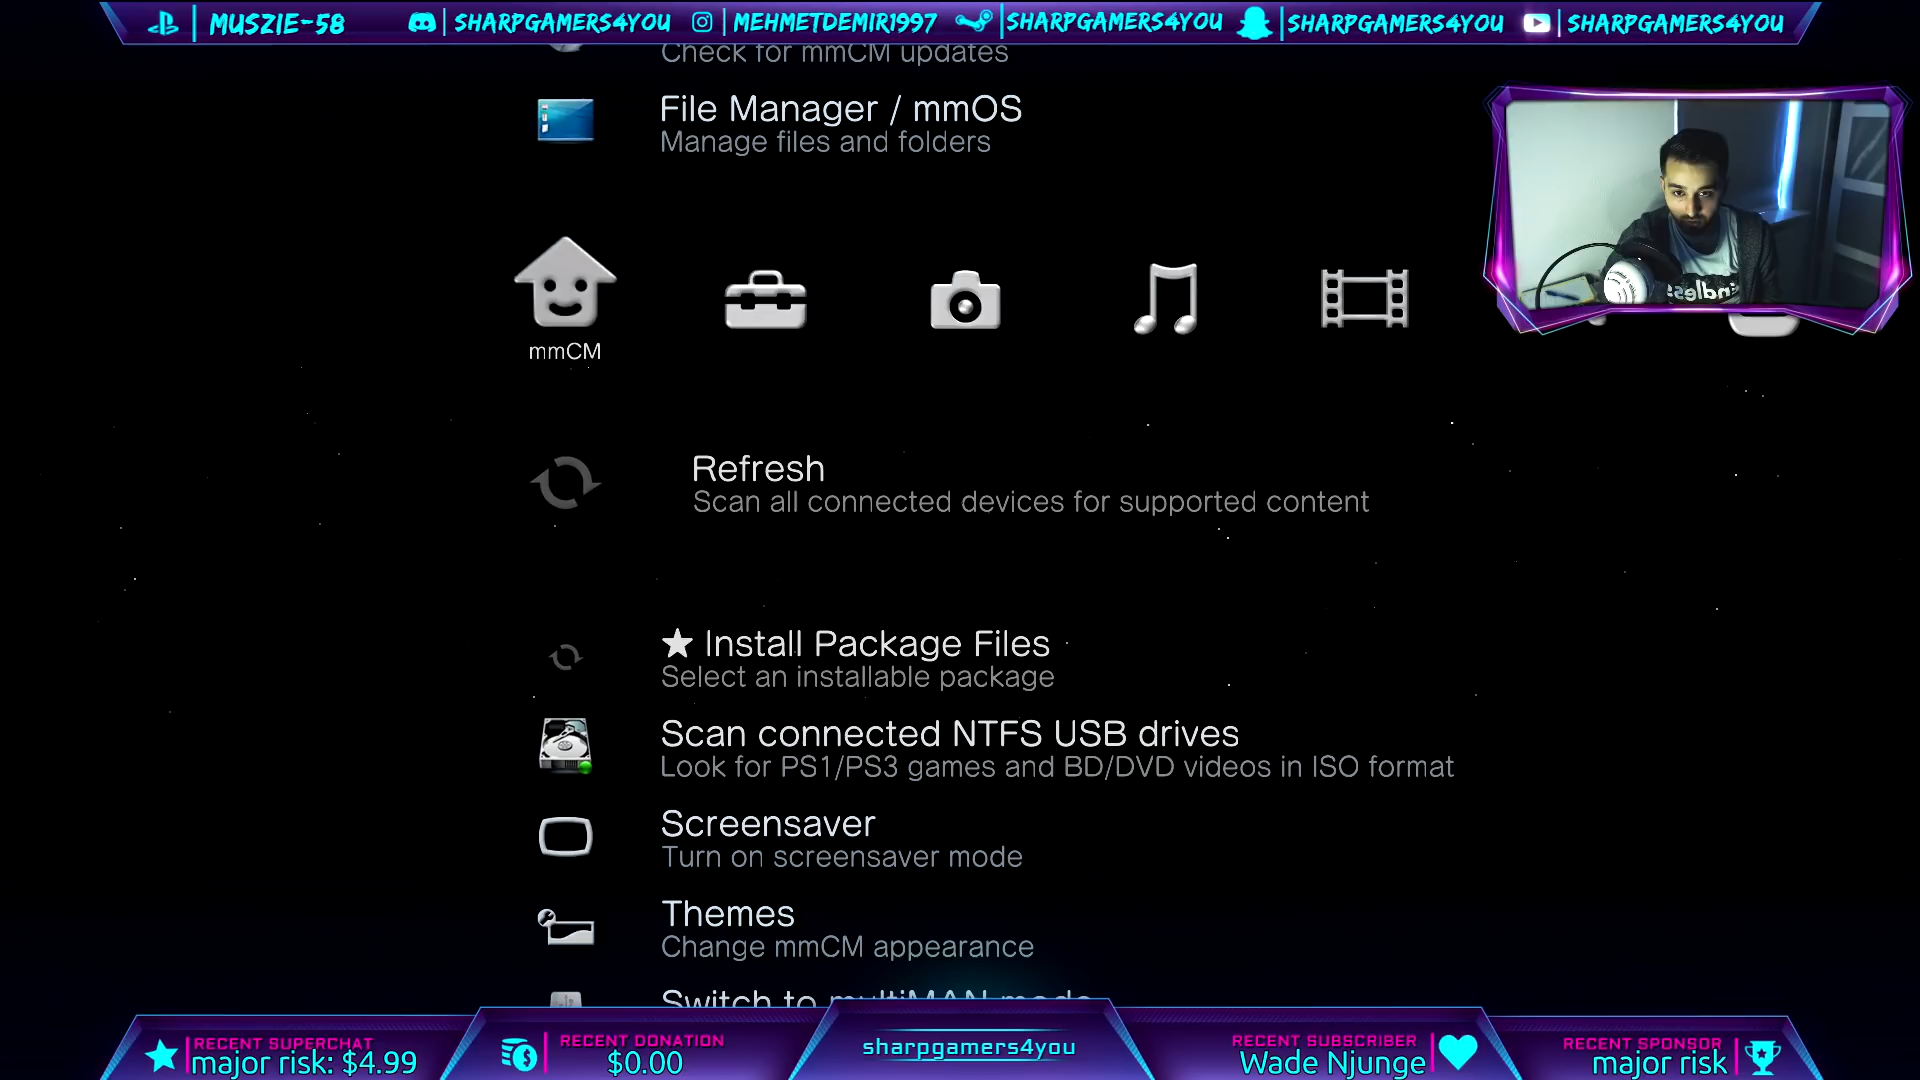 MUSZIE-58
SHARPGAMERS4YOU
MEHMETDEMIR1997
SHARPGAMERS4YOU
SHARPGAMERS4YOU
SHARPGAMERS4YOU
Check for mmCM updates
File Manager / mmOS
Manage files and folders
mmCM
Refresh
Scan all connected devices for supported content
★ Install Package Files
Select an installable package
Scan connected NTFS USB drives
Look for PS1/PS3 games and BD/DVD videos in ISO format
Screensaver
Turn on screensaver mode
Themes
Change mmCM appearance
Switch to multiMAN mode
RECENT SUPERCHAT
major risk: $4.99
RECENT DONATION
$0.00
sharpgamers4you
RECENT SUBSCRIBER
Wade Njunge
RECENT SPONSOR
major risk